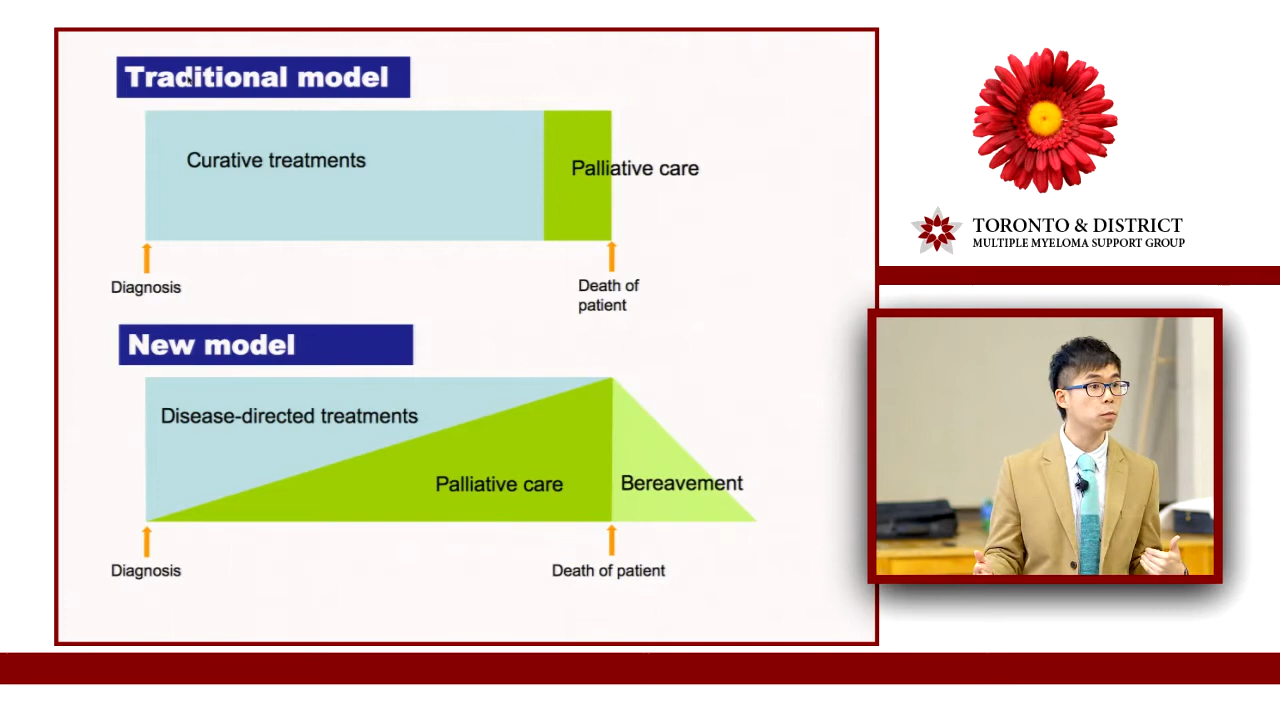 Traditional model
Curative treatments
Palliative care
Diagnosis
Death of
patient
New model
Disease-directed treatments
Palliative care
Bereavement
Diagnosis
Death of patient
TORONTO & DISTRICT
MULTIPLE MYELOMA SUPPORT GROUP